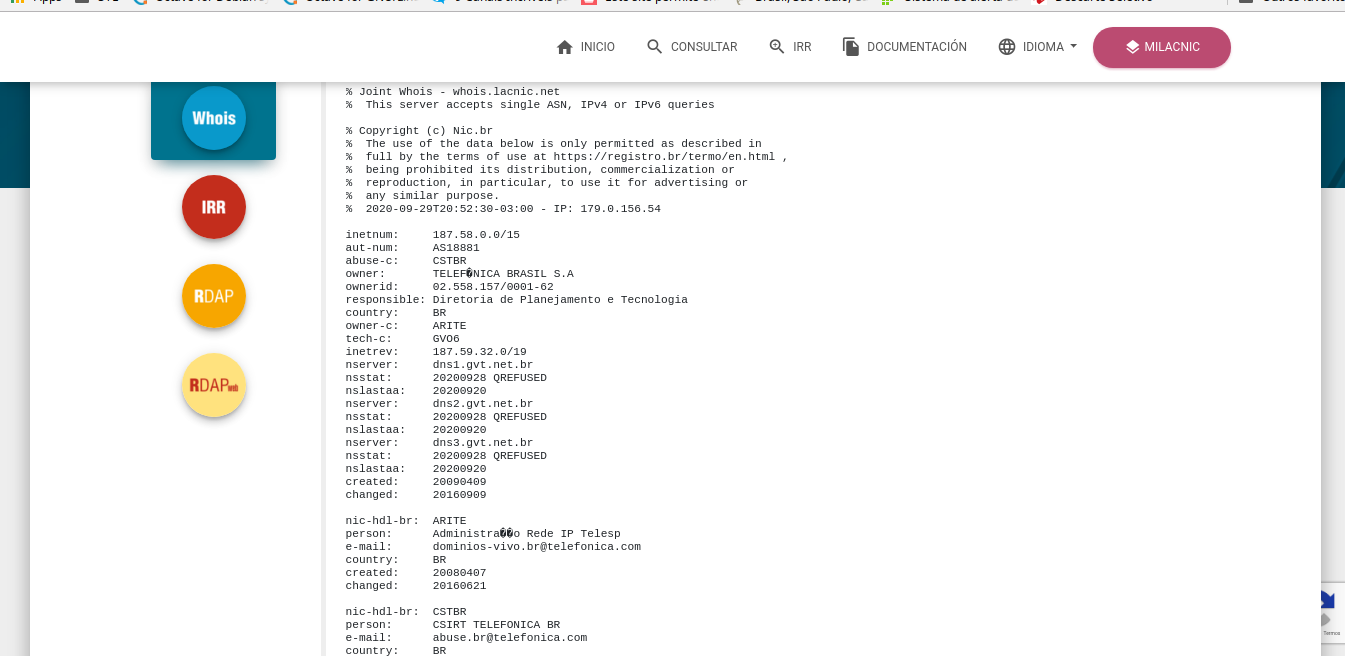 INICIO CONSULTAR IRR DOCUMENTACIÓN IDIOMA MILACNIC
Whois
IRR
RDAP
RDAPweb
% Joint Whois - whois.lacnic.net
%  This server accepts single ASN, IPv4 or IPv6 queries
% Copyright (c) Nic.br
%  The use of the data below is only permitted as described in
%  full by the terms of use at https://registro.br/termo/en.html ,
%  being prohibited its distribution, commercialization or
%  reproduction, in particular, to use it for advertising or
%  any similar purpose.
%  2020-09-29T20:52:30-03:00 - IP: 179.0.156.54
inetnum:     187.58.0.0/15
aut-num:     AS18881
abuse-c:     CSTBR
owner:       TELEF�NICA BRASIL S.A
ownerid:     02.558.157/0001-62
responsible: Diretoria de Planejamento e Tecnologia
country:     BR
owner-c:     ARITE
tech-c:      GVO6
inetrev:     187.59.32.0/19
nserver:     dns1.gvt.net.br
nsstat:      20200928 QREFUSED
nslastaa:    20200920
nserver:     dns2.gvt.net.br
nsstat:      20200928 QREFUSED
nslastaa:    20200920
nserver:     dns3.gvt.net.br
nsstat:      20200928 QREFUSED
nslastaa:    20200920
created:     20090409
changed:     20160909
nic-hdl-br:  ARITE
person:      Administra��o Rede IP Telesp
e-mail:      dominios-vivo.br@telefonica.com
country:     BR
created:     20080407
changed:     20160621
nic-hdl-br:  CSTBR
person:      CSIRT TELEFONICA BR
e-mail:      abuse.br@telefonica.com
country:     BR
Termos